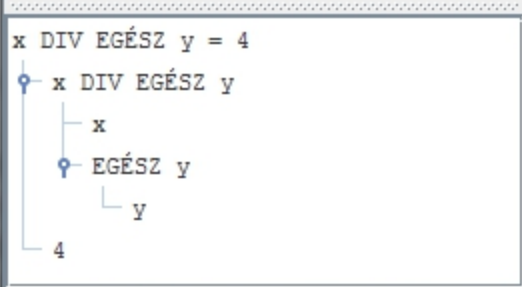 x DIV EGÉSZ y = 4
x DIV EGÉSZ y
x
EGÉSZ y
y
4